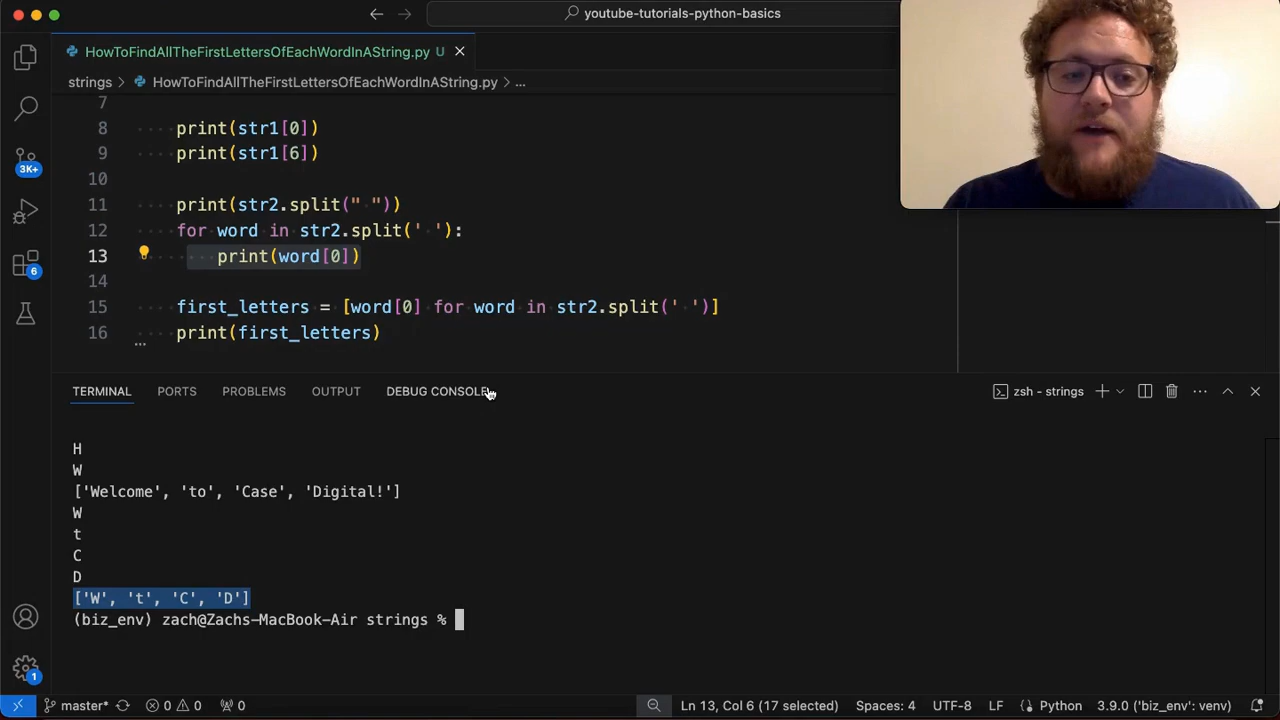 youtube-tutorials-python-basics
HowToFindAllTheFirstLettersOfEachWordInAString.py U
strings > HowToFindAllTheFirstLettersOfEachWordInAString.py > ...
7
8 print(str1[0])
9 print(str1[6])
10
11 print(str2.split(" "))
12 for word in str2.split(' '):
13 print(word[0])
14
15 first_letters = [word[0] for word in str2.split(' ')]
16 print(first_letters)
3K+
6
TERMINAL PORTS PROBLEMS OUTPUT DEBUG CONSOLE zsh - strings
H
W
['Welcome', 'to', 'Case', 'Digital!']
W
t
C
D
['W', 't', 'C', 'D']
(biz_env) zach@Zachs-MacBook-Air strings %
1
master* 0 0 0 Ln 13, Col 6 (17 selected) Spaces: 4 UTF-8 LF Python 3.9.0 ('biz_env': venv)